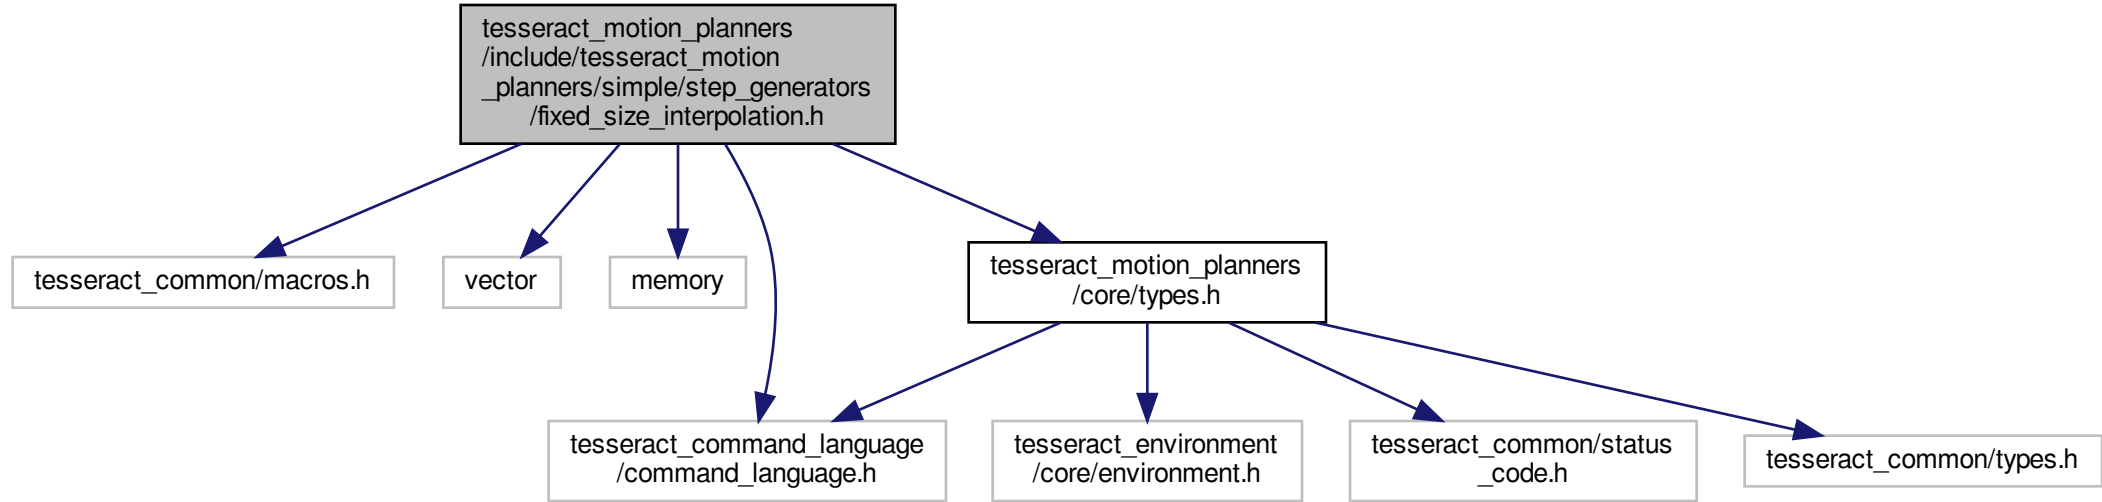 tesseract_motion_planners
/include/tesseract_motion
_planners/simple/step_generators
/fixed_size_interpolation.h
tesseract_common/macros.h
vector
memory
tesseract_motion_planners
/core/types.h
tesseract_command_language
/command_language.h
tesseract_environment
/core/environment.h
tesseract_common/status
_code.h
tesseract_common/types.h